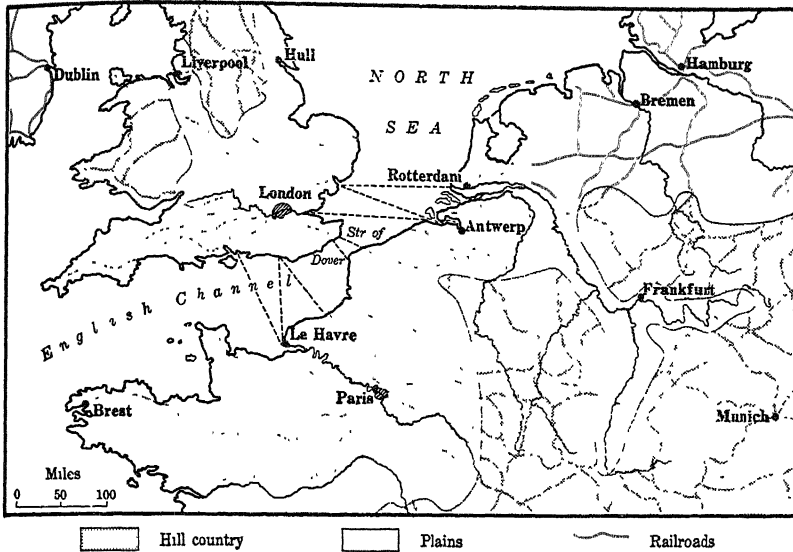 Dublin
Liverpool
Hull
NORTH
SEA
Hamburg
Bremen
Rotterdam
London
Antwerp
Str of
Dover
English Channel
Frankfurt
Le Havre
Paris
Brest
Munich
Miles
0 50 100
Hill country
Plains
Railroads